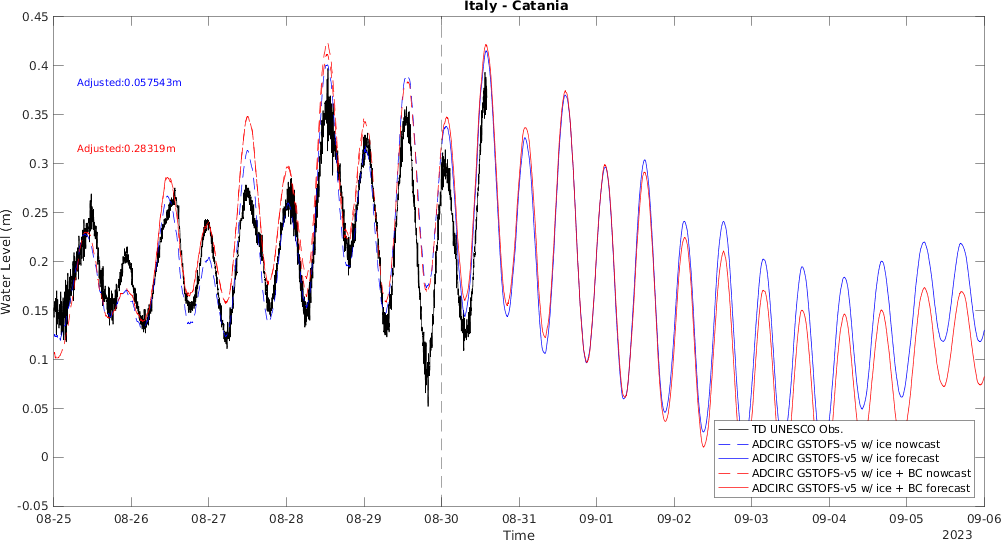 Italy - Catania
0.45
0.4
0.35
0.3
0.25
0.2
0.15
0.1
0.05
0
-0.05
Water Level (m)
Adjusted:0.057543m
Adjusted:0.28319m
TD UNESCO Obs.
ADCIRC GSTOFS-v5 w/ ice nowcast
ADCIRC GSTOFS-v5 w/ ice forecast
ADCIRC GSTOFS-v5 w/ ice + BC nowcast
ADCIRC GSTOFS-v5 w/ ice + BC forecast
08-25 08-26 08-27 08-28 08-29 08-30 08-31 09-01 09-02 09-03 09-04 09-05 09-06
Time
2023